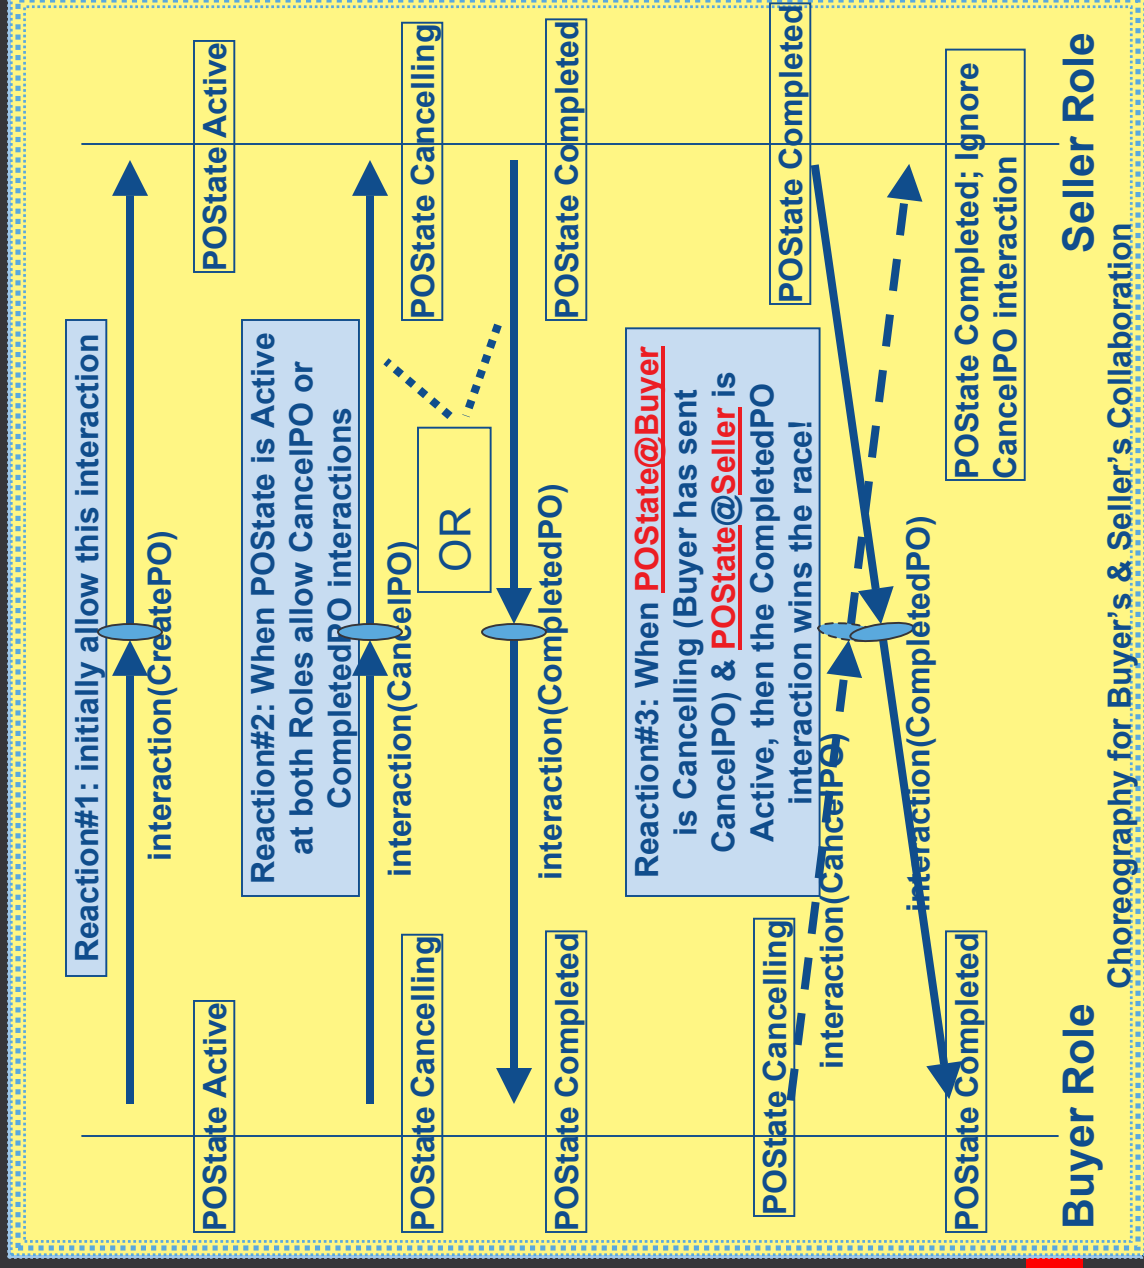 Reaction#1: initially allow this interaction
interaction(CreatePO)
POState Active
POState Active
Reaction#2: When POState is Active
at both Roles allow CancelPO or
CompletedPO interactions
interaction(CancelPO)
POState Cancelling
POState Cancelling
OR
interaction(CompletedPO)
POState Completed
POState Completed
Reaction#3: When POState@Buyer
is Cancelling (Buyer has sent
CancelPO) & POState@Seller is
Active, then the CompletedPO
interaction wins the race!
POState Cancelling
POState Completed
interaction(CancelPO)
interaction(CompletedPO)
POState Completed
POState Completed; Ignore
CancelPO interaction
Buyer Role
Seller Role
Choreography for Buyer’s & Seller’s Collaboration